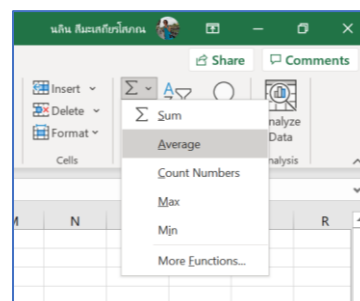 นลิน สีมะเสถียรโสภณ
Share
Comments
Insert
Delete
Format
Cells
Sum
Average
Count Numbers
Max
Min
More Functions...
nalyze
Data
nalysis
N
R